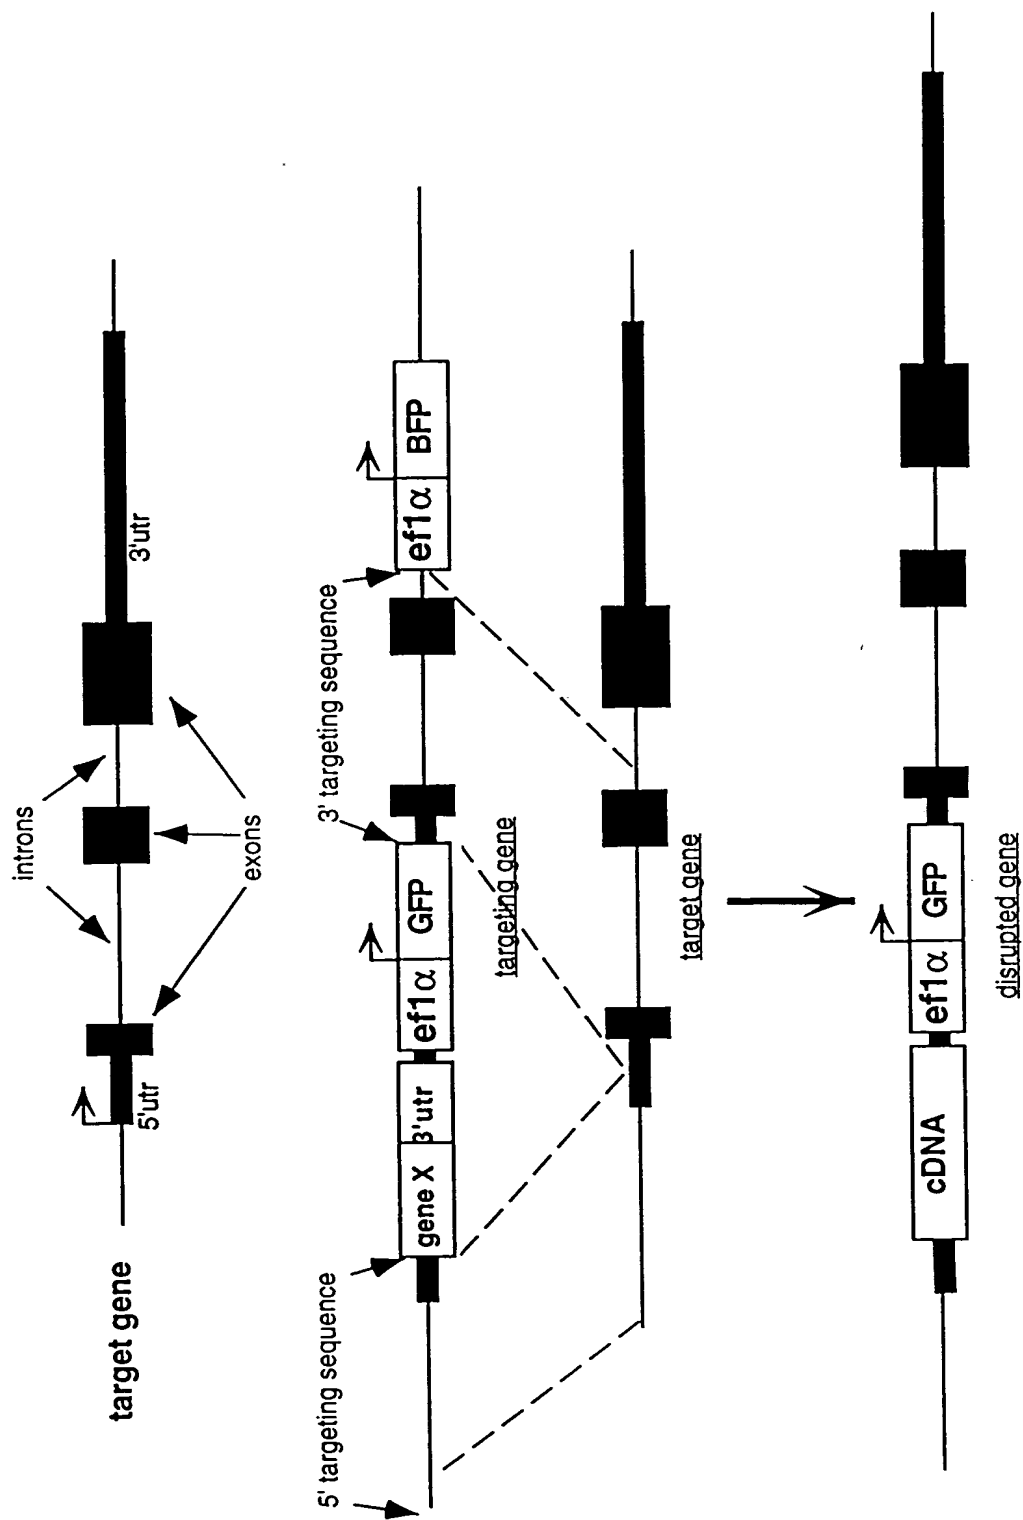 target gene
5'utr
introns
exons
3'utr
5' targeting sequence
3' targeting sequence
gene X
3'utr
ef1α
GFP
ef1α
BFP
targeting gene
target gene
cDNA
ef1α
GFP
disrupted gene